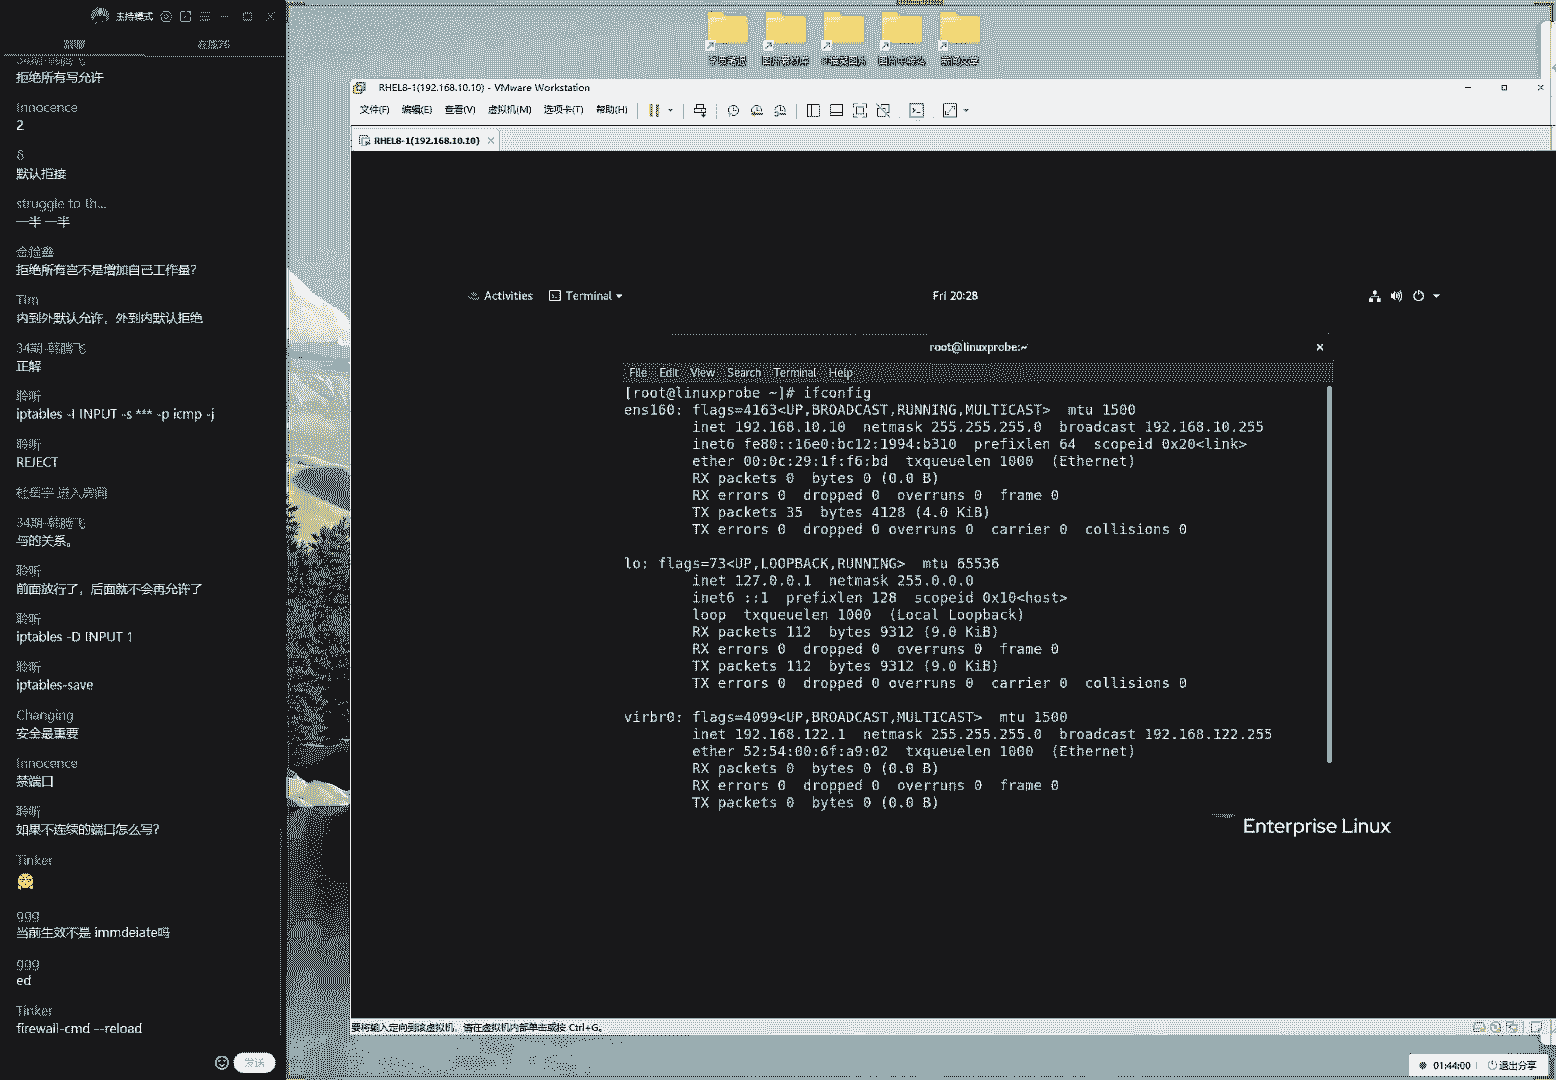 主持模式
聊聊
拒绝所有写允许
Innocence
2
δ
默认拒接
struggle to th...
一半 一半
拒绝所有岂不是增加自己工作量?
Tim
内到外默认允许，外到内默认拒绝
34期-韩腾飞
正解
聆听
iptables -I INPUT -s *** -p icmp -j
聆听
REJECT
进入房间
34期-韩腾飞
与的关系。
聆听
前面放行了，后面就不会再允许了
聆听
iptables -D INPUT 1
聆听
iptables-save
Changing
安全最重要
Innocence
禁端口
聆听
如果不连续的端口怎么写?
Tinker
ggg
当前生效不是 immdeiate吗
ggg
ed
Tinker
firewall-cmd --reload
发送
RHEL8-1(192.168.10.10) - VMware Workstation
文件(F) 编辑(E) 查看(V) 虚拟机(M) 选项卡(T) 帮助(H)
RHEL8-1(192.168.10.10)
Activities Terminal
Fri 20:28
root@linuxprobe:~
File Edit View Search Terminal Help
[root@linuxprobe ~]# ifconfig
ens160: flags=4163<UP,BROADCAST,RUNNING,MULTICAST>  mtu 1500
inet 192.168.10.10  netmask 255.255.255.0  broadcast 192.168.10.255
inet6 fe80::16e0:bc12:1994:b310  prefixlen 64  scopeid 0x20<link>
ether 00:0c:29:1f:f6:bd  txqueuelen 1000  (Ethernet)
RX packets 0  bytes 0 (0.0 B)
RX errors 0  dropped 0  overruns 0  frame 0
TX packets 35  bytes 4128 (4.0 KiB)
TX errors 0  dropped 0 overruns 0  carrier 0  collisions 0
lo: flags=73<UP,LOOPBACK,RUNNING>  mtu 65536
inet 127.0.0.1  netmask 255.0.0.0
inet6 ::1  prefixlen 128  scopeid 0x10<host>
loop  txqueuelen 1000  (Local Loopback)
RX packets 112  bytes 9312 (9.0 KiB)
RX errors 0  dropped 0  overruns 0  frame 0
TX packets 112  bytes 9312 (9.0 KiB)
TX errors 0  dropped 0 overruns 0  carrier 0  collisions 0
virbr0: flags=4099<UP,BROADCAST,MULTICAST>  mtu 1500
inet 192.168.122.1  netmask 255.255.255.0  broadcast 192.168.122.255
ether 52:54:00:6f:a9:02  txqueuelen 1000  (Ethernet)
RX packets 0  bytes 0 (0.0 B)
RX errors 0  dropped 0  overruns 0  frame 0
TX packets 0  bytes 0 (0.0 B)
Enterprise Linux
要将输入定向到该虚拟机，请在虚拟机内部单击或按 Ctrl+G。
01:44:00
退出分享